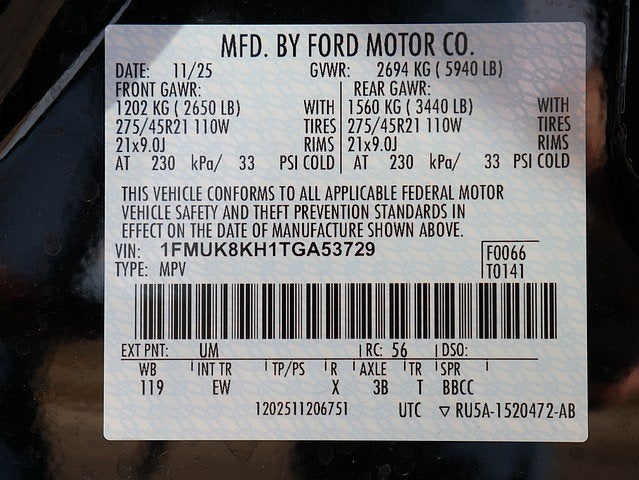 MFD. BY FORD MOTOR CO.
DATE: 11/25 GVWR: 2694 KG ( 5940 LB)
FRONT GAWR: REAR GAWR:
1202 KG ( 2650 LB) WITH 1560 KG ( 3440 LB) WITH
275/45R21 110W TIRES 275/45R21 110W TIRES
21x9.0J RIMS 21x9.0J RIMS
AT 230 kPa/ 33 PSI COLD AT 230 kPa/ 33 PSI COLD
THIS VEHICLE CONFORMS TO ALL APPLICABLE FEDERAL MOTOR
VEHICLE SAFETY AND THEFT PREVENTION STANDARDS IN
EFFECT ON THE DATE OF MANUFACTURE SHOWN ABOVE.
VIN: 1FMUK8KH1TGA53729 F0066
TYPE: MPV T0141
EXT PNT: UM RC: 56 DSO:
WB INT TR TP/PS R AXLE TR SPR
119 EW X 3B T BBCC
1202511206751 UTC ▽ RU5A-1520472-AB